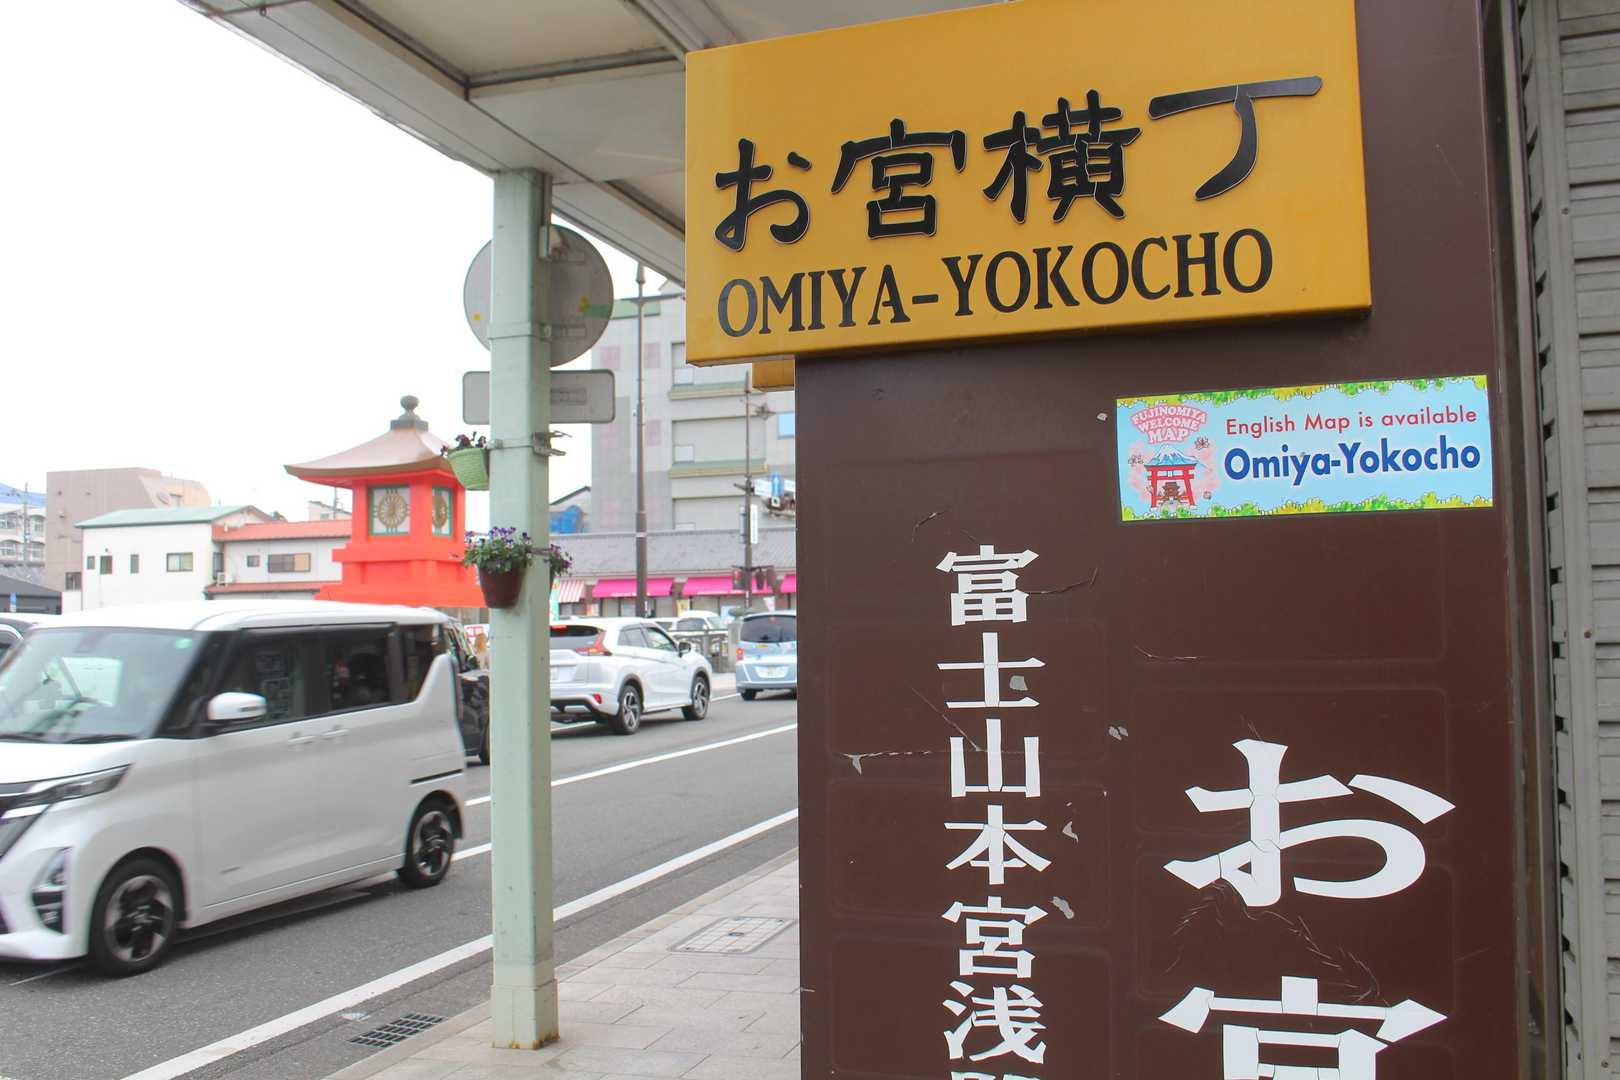 お宮横丁
OMIYA-YOKOCHO
FUJINOMIYA
WELCOME
MAP
English Map is available
Omiya-Yokocho
富士山本宮浅
お宮